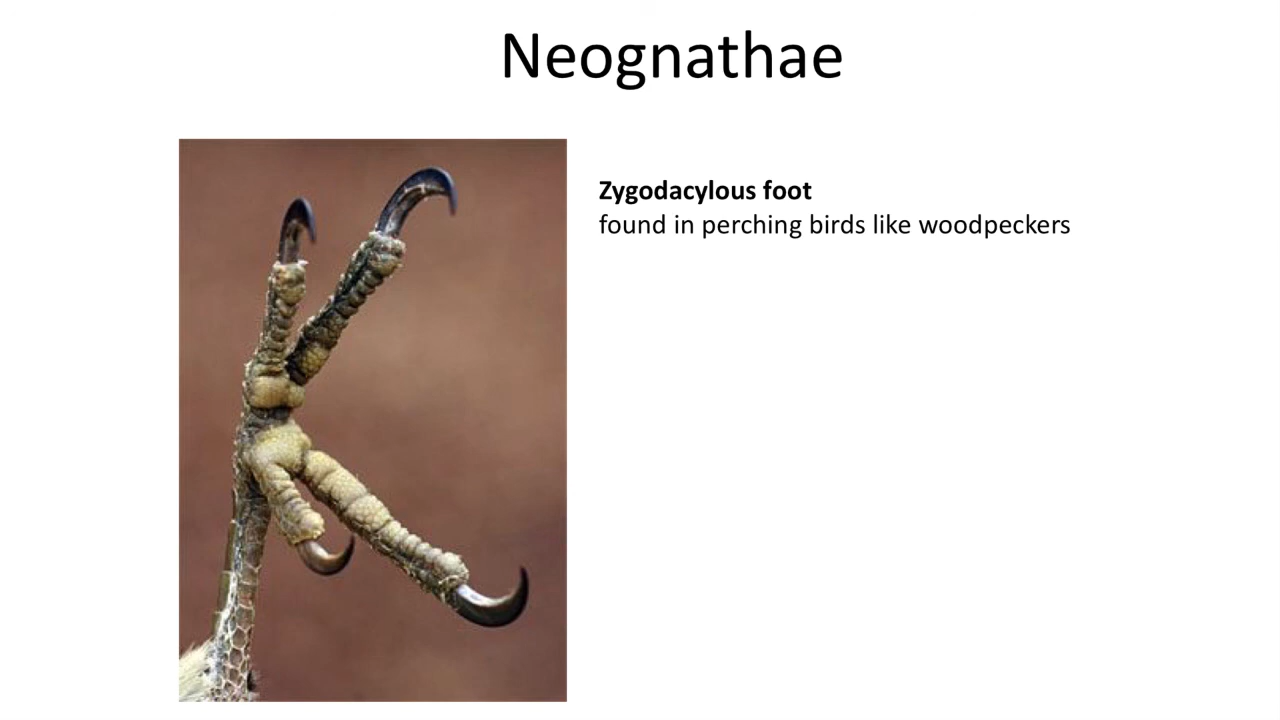 Neognathae
Zygodacylous foot
found in perching birds like woodpeckers